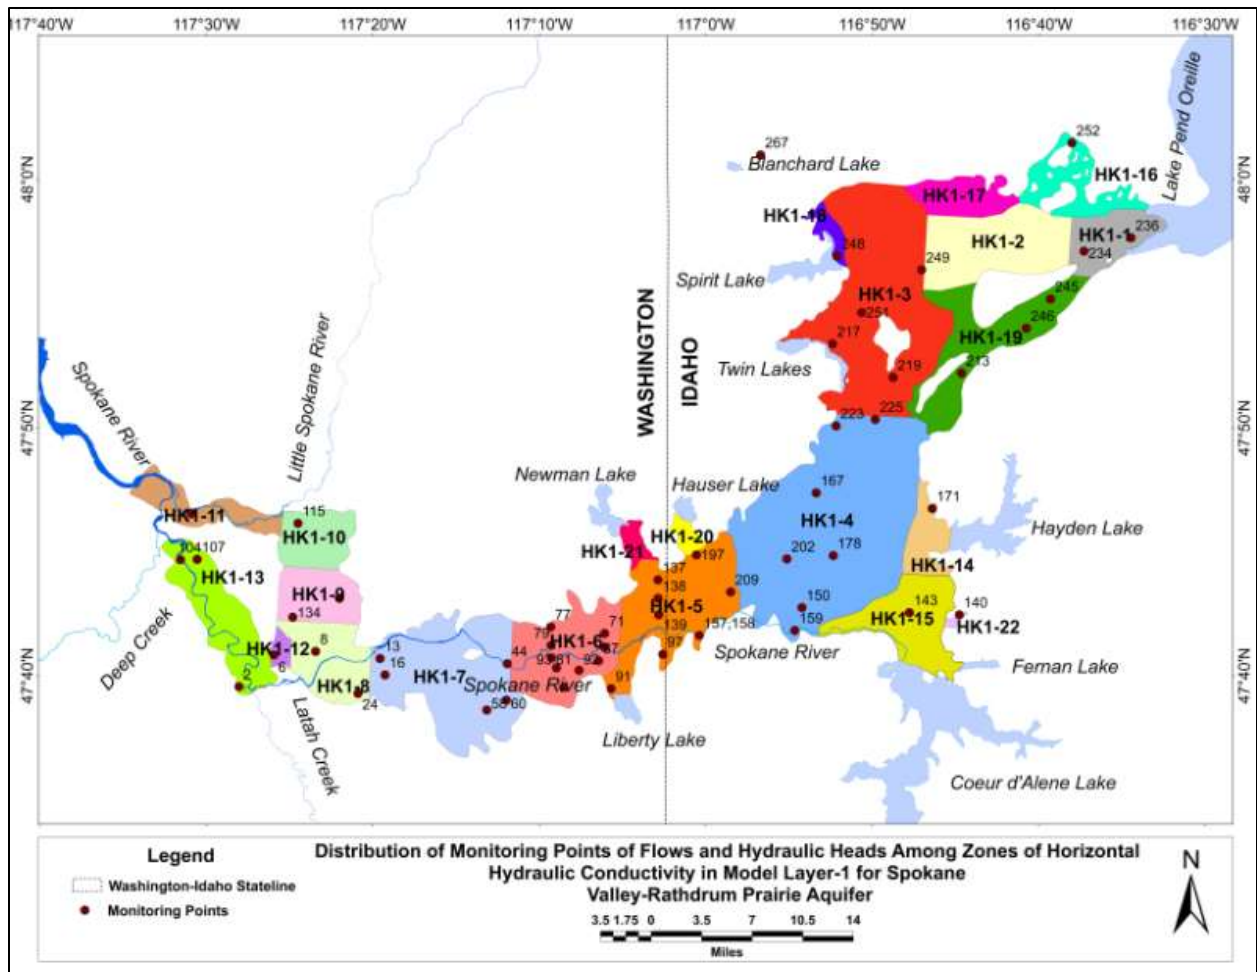 117°40'W 117°30'W 117°20'W 117°10'W 117°0'W 116°50'W 116°40'W 116°30'W
48°0'N
48°0'N
47°50'N
47°50'N
47°40'N
47°40'N
252
Lake Pend Oreille
267
Blanchard Lake
HK1-16
HK1-17
HK1-18
HK1-1
236
HK1-2
234
248
249
Spirit Lake
245
HK1-3
251
246
HK1-19
217
WASHINGTON
IDAHO
Twin Lakes
219
213
223
225
Spokane River
Little Spokane River
Newman Lake
Hauser Lake
167
171
HK1-11
115
HK1-4
Hayden Lake
HK1-10
HK1-20
HK1-21
197
202
178
104 107
HK1-13
HK1-14
137
138
209
HK1-9
HK1-5
150
143
140
134
77
71
139
159
HK1-15
HK1-22
79
HK1-6
157,158
Deep Creek
HK1-12
8
13
44
97
Spokane River
6
16
HK1-7
Fernan Lake
2
HK1-8
Spokane River
91
24
58 60
Latah Creek
Liberty Lake
Coeur d'Alene Lake
Legend
Washington-Idaho Stateline
Monitoring Points
Distribution of Monitoring Points of Flows and Hydraulic Heads Among Zones of Horizontal
Hydraulic Conductivity in Model Layer-1 for Spokane
Valley-Rathdrum Prairie Aquifer
3.5 1.75 0 3.5 7 10.5 14
Miles
N